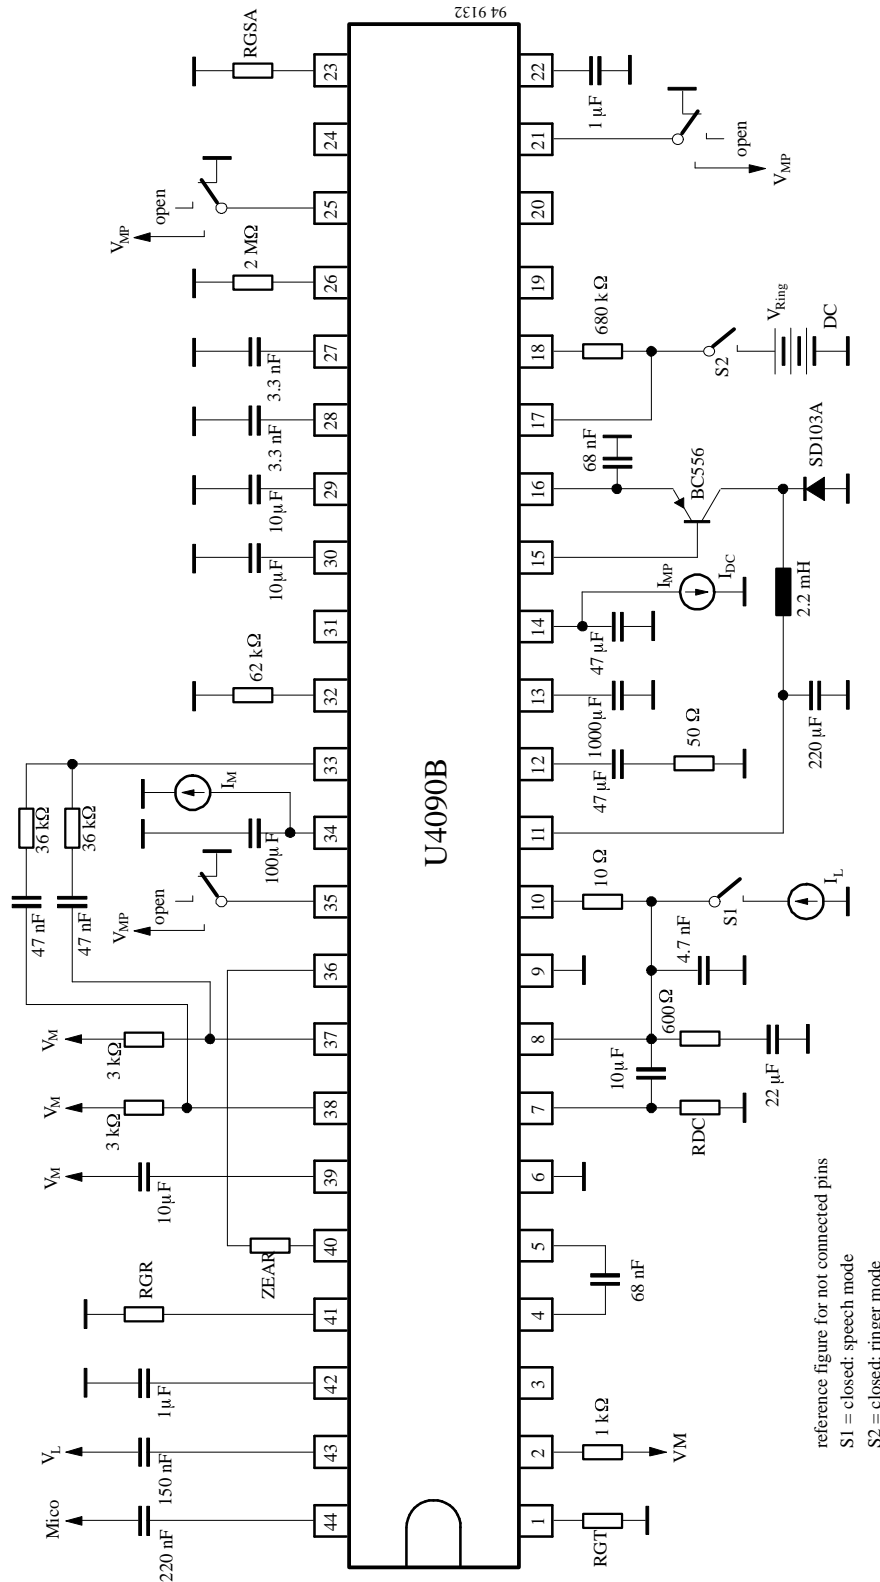 94 9132
Mico
220 nF
V_L
150 nF
1µF
RGR
ZEAR
V_M
10µF
V_M
3 kΩ
V_M
3 kΩ
47 nF
36 kΩ
47 nF
36 kΩ
V_MP
open
100µF
I_M
62 kΩ
10µF
10µF
3.3 nF
3.3 nF
2 MΩ
V_MP
open
RGSA
44
43
42
41
40
39
38
37
36
35
34
33
32
31
30
29
28
27
26
25
24
23
U4090B
1
2
3
4
5
6
7
8
9
10
11
12
13
14
15
16
17
18
19
20
21
22
RGT
1 kΩ
VM
68 nF
RDC
10µF
600 Ω
22 µF
4.7 nF
10 Ω
S1
I_L
47 µF
50 Ω
1000µF
47 µF
I_MP
I_DC
220 µF
2.2 mH
BC556
68 nF
SD103A
680 kΩ
S2
V_Ring
DC
1 µF
open
V_MP
reference figure for not connected pins
S1 = closed: speech mode
S2 = closed: ringer mode